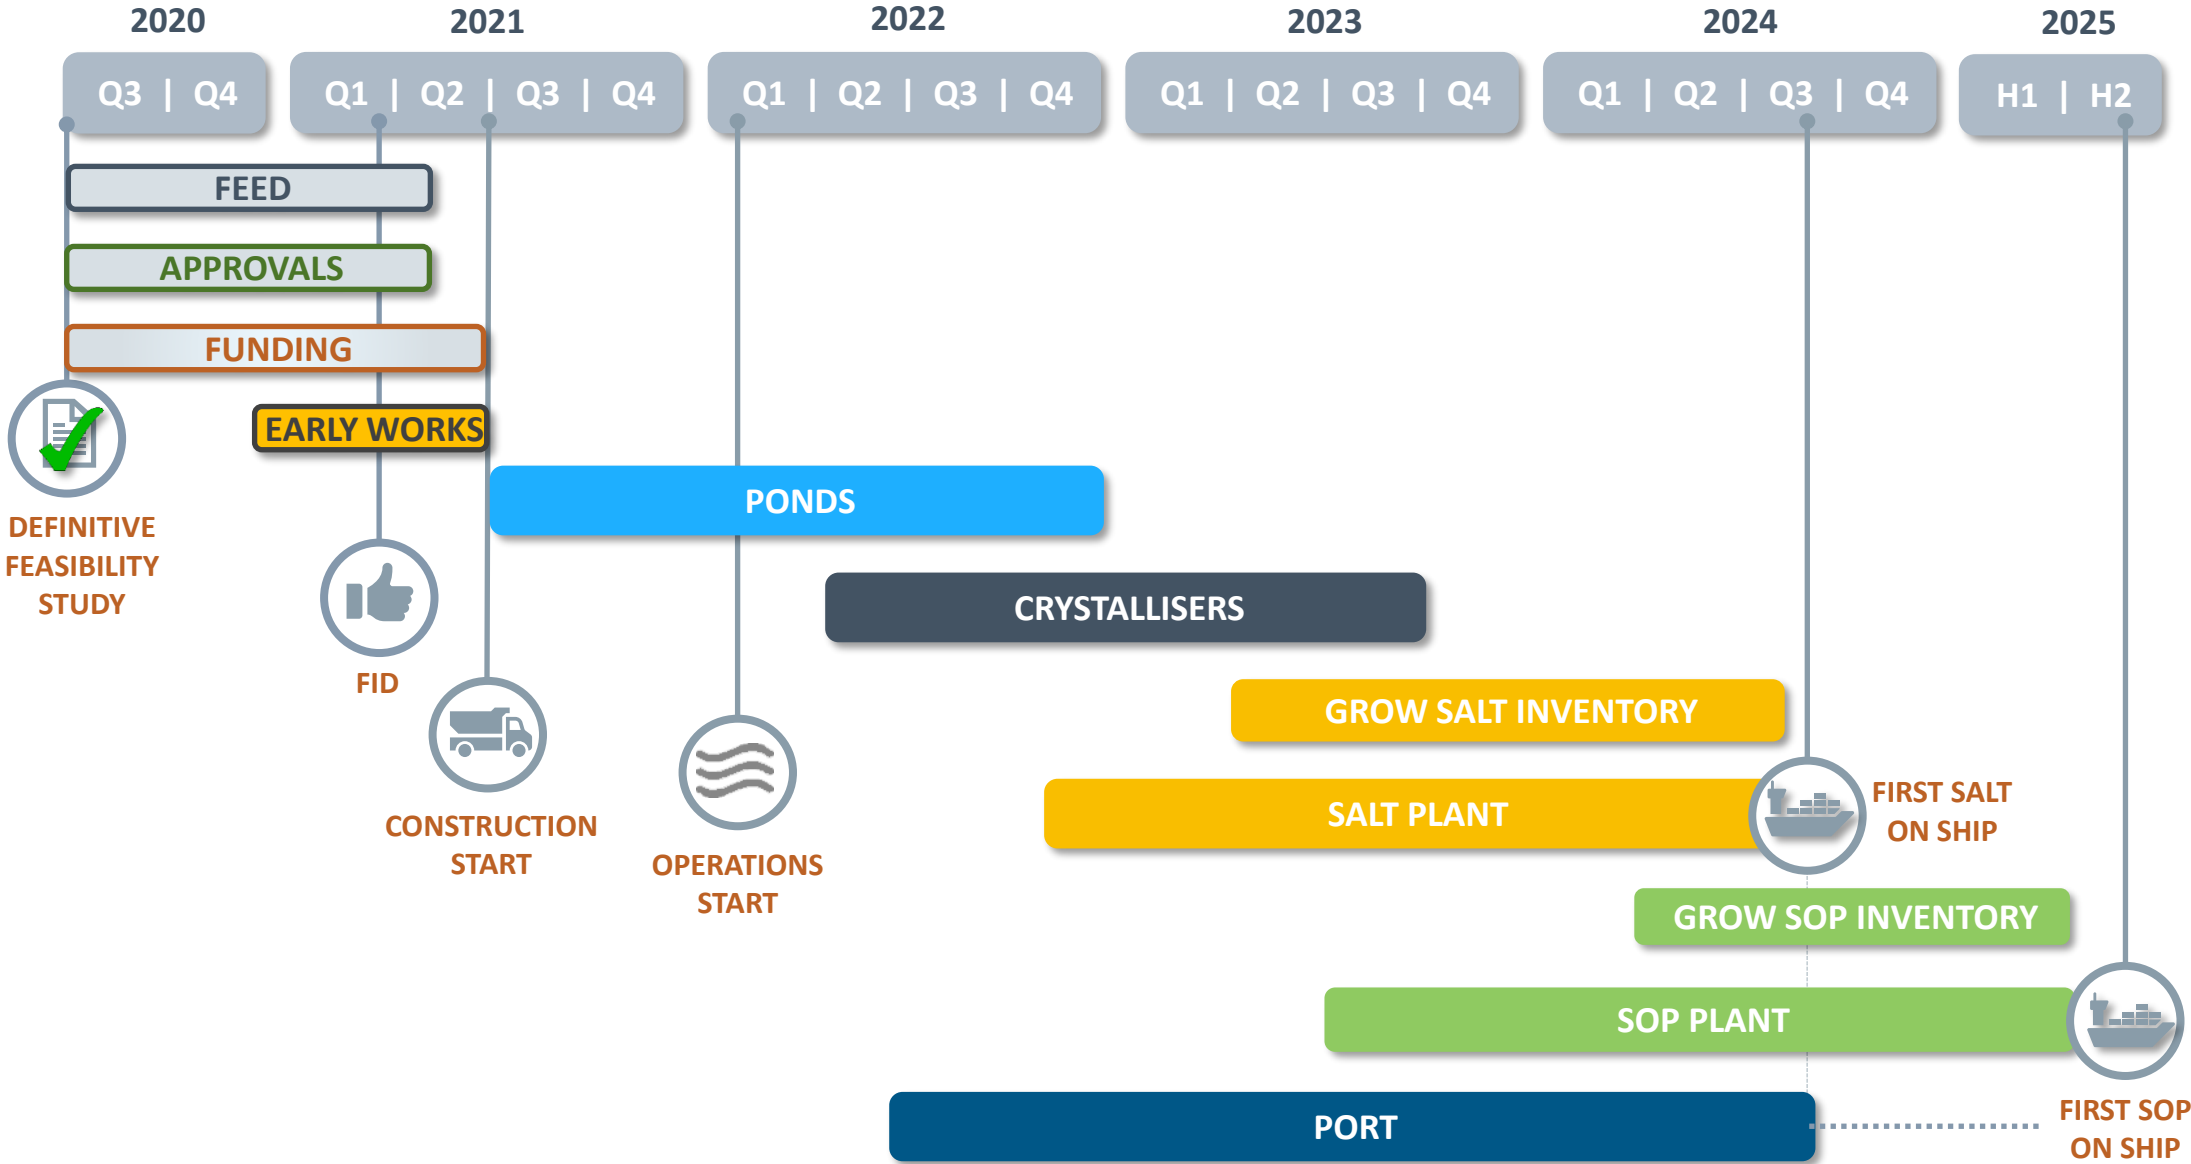 2020 2021 2022 2023 2024 2025
Q3 | Q4 Q1 | Q2 | Q3 | Q4 Q1 | Q2 | Q3 | Q4 Q1 | Q2 | Q3 | Q4 Q1 | Q2 | Q3 | Q4 H1 | H2
FEED
APPROVALS
FUNDING
EARLY WORKS
DEFINITIVE
FEASIBILITY
STUDY
PONDS
CRYSTALLISERS
FID
GROW SALT INVENTORY
CONSTRUCTION
START
SALT PLANT
FIRST SALT
ON SHIP
OPERATIONS
START
GROW SOP INVENTORY
SOP PLANT
PORT
FIRST SOP
ON SHIP